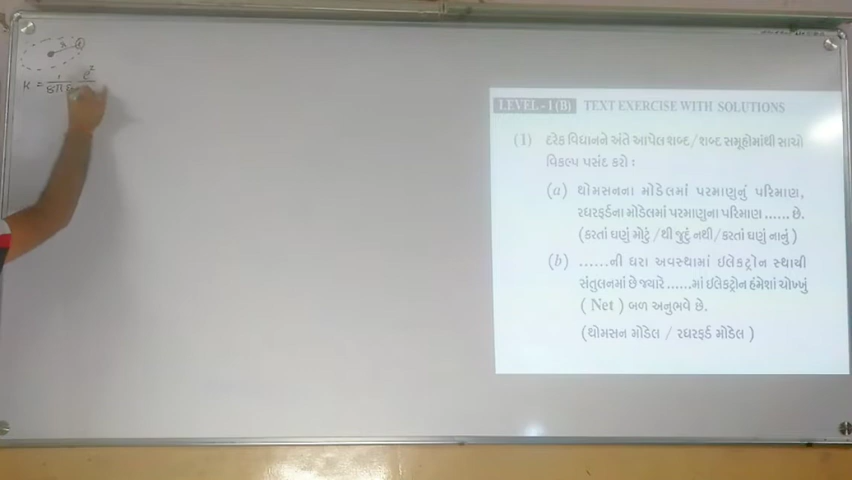 K = 1 e²
8π
LEVEL - I (B) TEXT EXERCISE WITH SOLUTIONS
(1) દરેક વિધાનને અંતે આપેલ શબ્દ / શબ્દ સમૂહોમાંથી સાચો
વિકલ્પ પસંદ કરો :
(a) થોમસનના મોડેલમાં પરમાણુનું પરિમાણ,
રધરફર્ડના મોડેલમાં પરમાણુના પરિમાણ ...... છે.
(કરતાં ઘણું મોટું / થી જુદું નથી / કરતાં ઘણું નાનું )
(b) ......ની ધરા અવસ્થામાં ઇલેક્ટ્રોન સ્થાયી
સંતુલનમાં છે જ્યારે ......માં ઇલેક્ટ્રોન હંમેશાં ચોખ્ખું
( Net ) બળ અનુભવે છે.
(થોમસન મોડેલ / રધરફર્ડ મોડેલ )